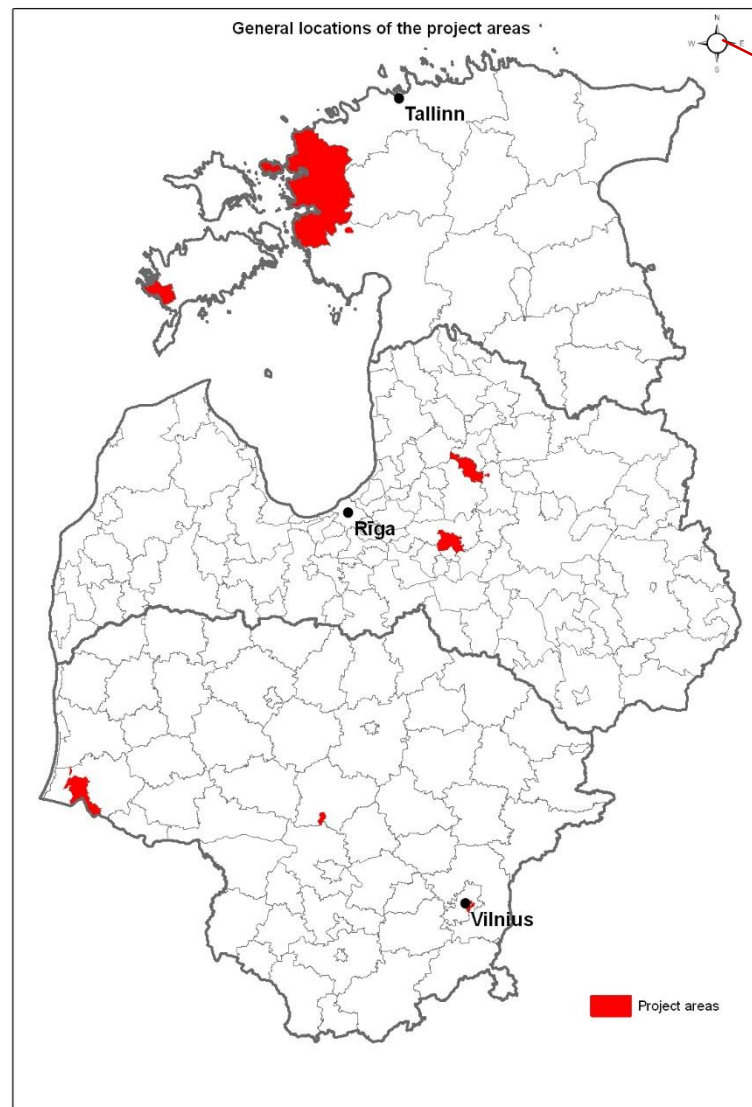 General locations of the project areas
N
W E
S
Tallinn
Rīga
Vilnius
Project areas